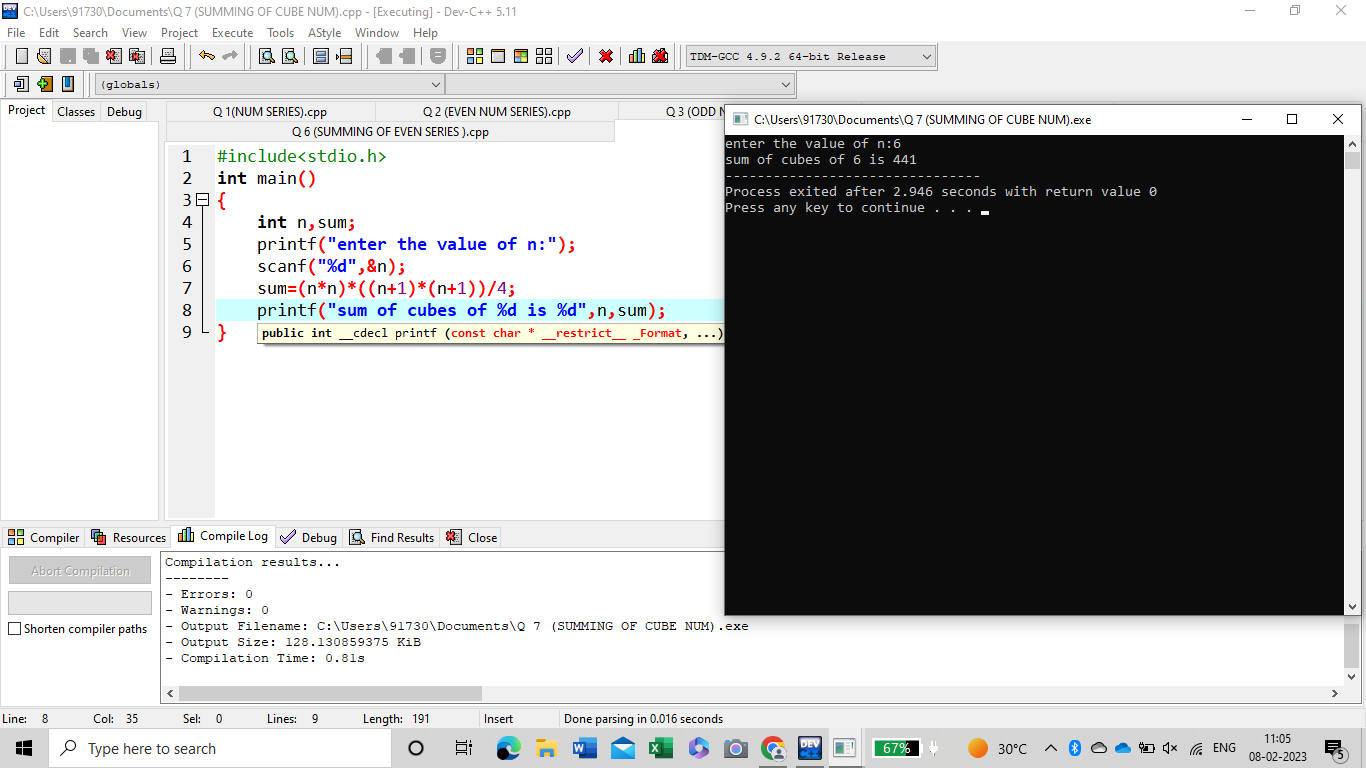 C:\Users\91730\Documents\Q 7 (SUMMING OF CUBE NUM).cpp - [Executing] - Dev-C++ 5.11
File Edit Search View Project Execute Tools AStyle Window Help
TDM-GCC 4.9.2 64-bit Release
(globals)
Project Classes Debug
Q 1(NUM SERIES).cpp Q 2 (EVEN NUM SERIES).cpp Q 3 (ODD N
Q 6 (SUMMING OF EVEN SERIES ).cpp
1 #include<stdio.h>
2 int main()
3 {
4 int n,sum;
5 printf("enter the value of n:");
6 scanf("%d",&n);
7 sum=(n*n)*((n+1)*(n+1))/4;
8 printf("sum of cubes of %d is %d",n,sum);
9 }
public int __cdecl printf (const char * __restrict__ _Format, ...)
C:\Users\91730\Documents\Q 7 (SUMMING OF CUBE NUM).exe
enter the value of n:6
sum of cubes of 6 is 441
--------------------------------
Process exited after 2.946 seconds with return value 0
Press any key to continue . . .
Compiler Resources Compile Log Debug Find Results Close
Abort Compilation
Shorten compiler paths
Compilation results...
--------
- Errors: 0
- Warnings: 0
- Output Filename: C:\Users\91730\Documents\Q 7 (SUMMING OF CUBE NUM).exe
- Output Size: 128.130859375 KiB
- Compilation Time: 0.81s
Line: 8 Col: 35 Sel: 0 Lines: 9 Length: 191 Insert Done parsing in 0.016 seconds
Type here to search
DEV
67%
30°C
ENG
11:05
08-02-2023
5